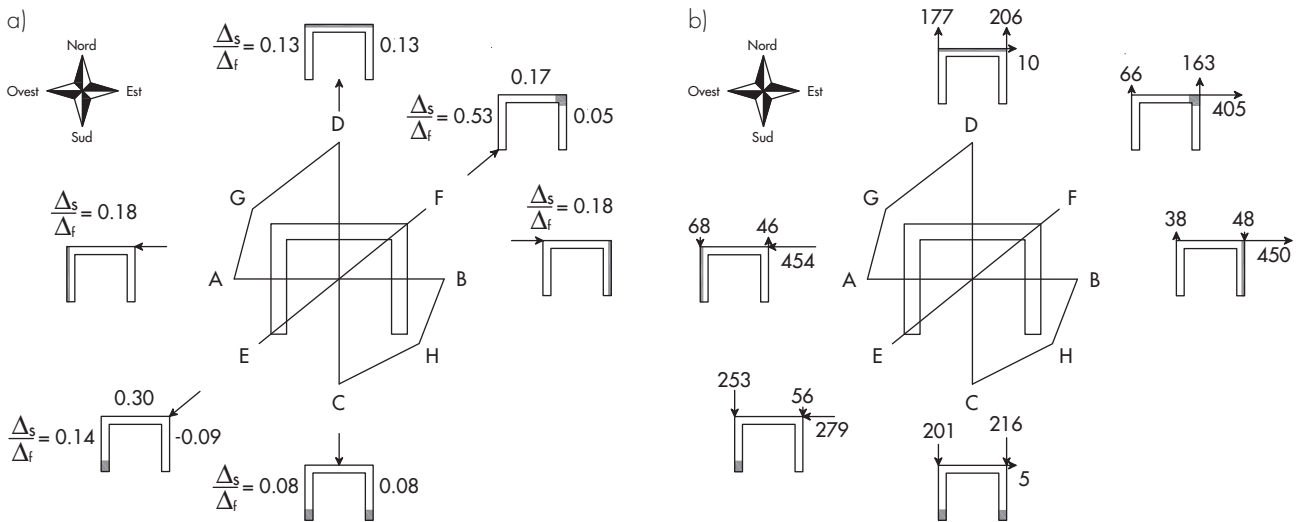 a)
Nord
Ovest
Est
Sud
Δs/Δf = 0.13
0.13
D
0.17
Δs/Δf = 0.53
0.05
G
F
Δs/Δf = 0.18
Δs/Δf = 0.18
A
B
E
H
C
0.30
Δs/Δf = 0.14
-0.09
Δs/Δf = 0.08
0.08
b)
Nord
Ovest
Est
Sud
177
206
10
D
66
163
405
G
F
68
46
454
38
48
450
A
B
E
H
C
253
56
279
201
216
5